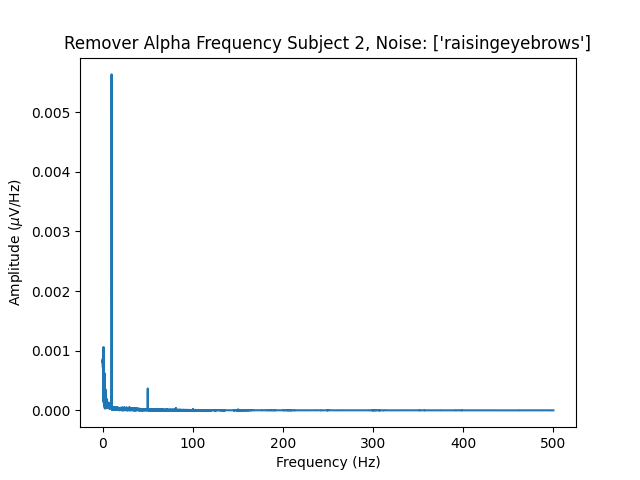 Remover Alpha Frequency Subject 2, Noise: ['raisingeyebrows']
Amplitude (µV/Hz)
0.005
0.004
0.003
0.002
0.001
0.000
0 100 200 300 400 500
Frequency (Hz)